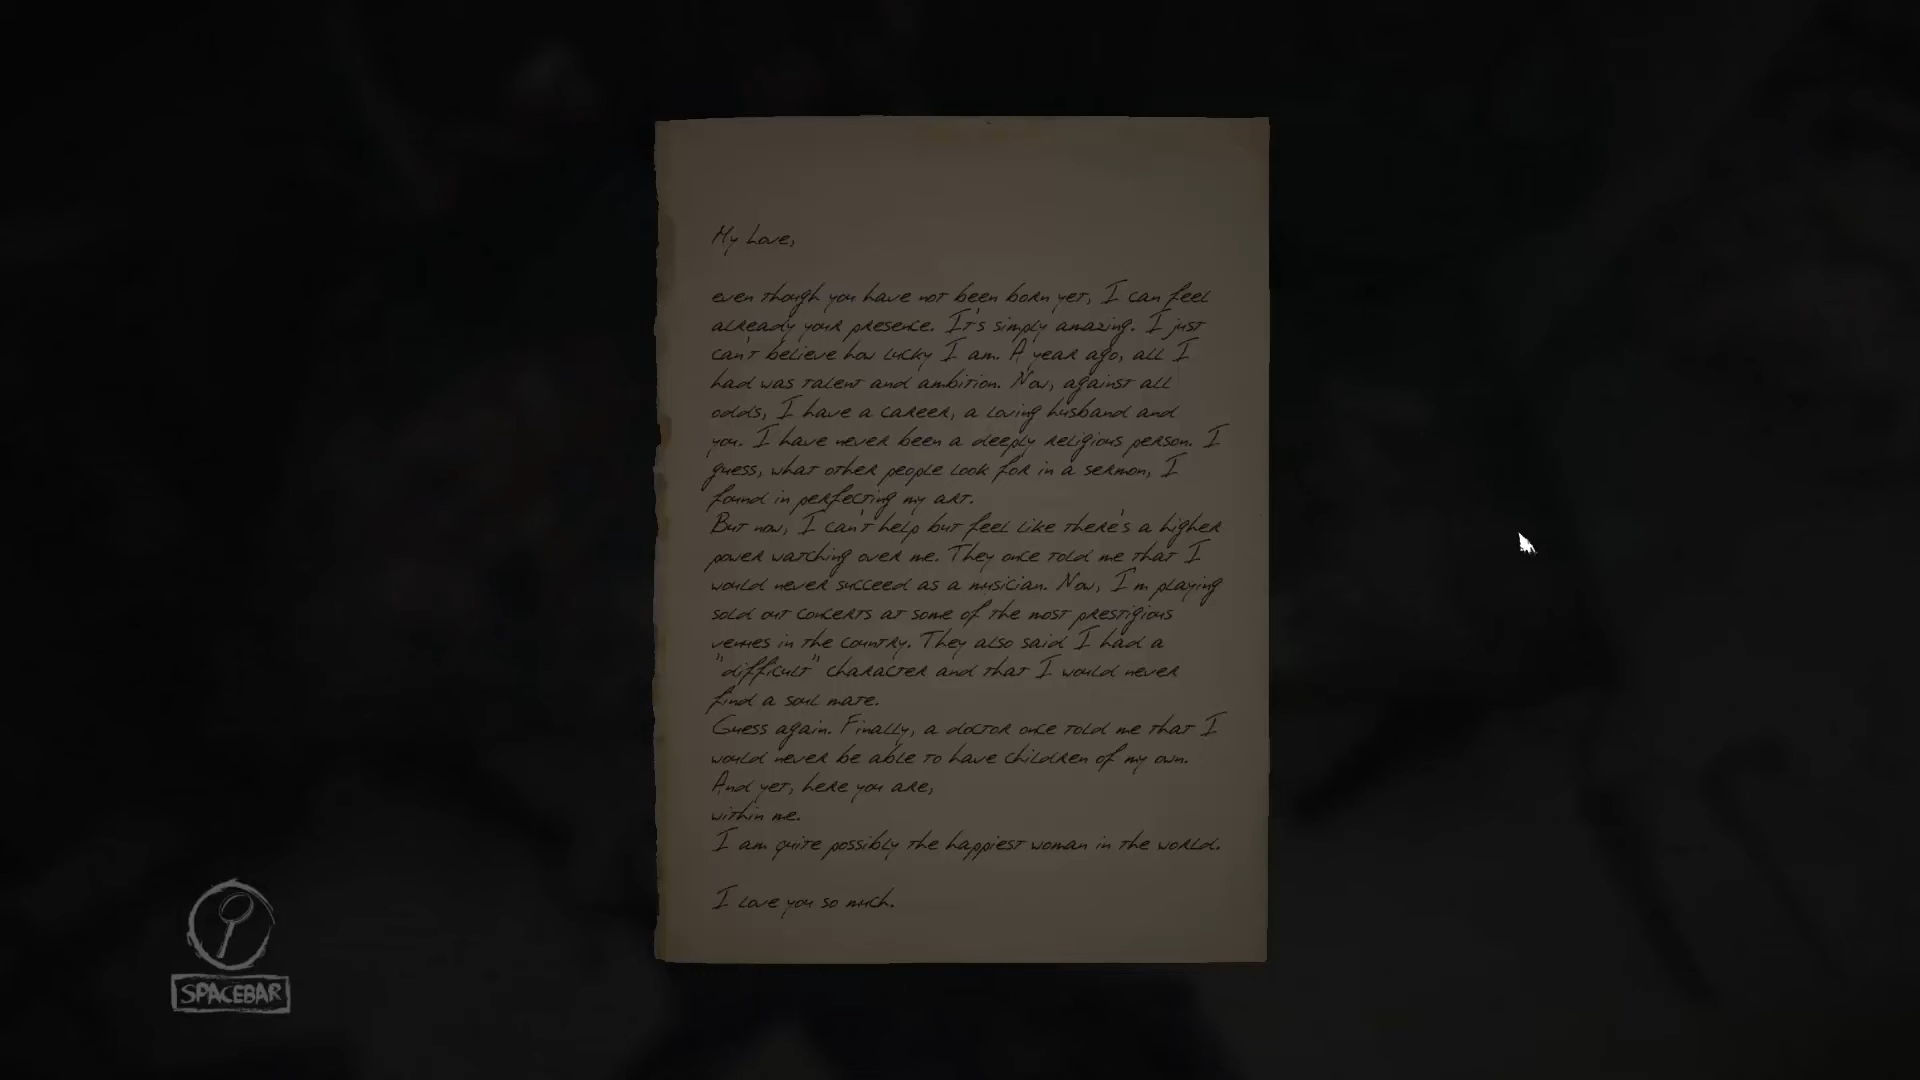 My Love,
even though you have not been born yet, I can feel
already your presence. It's simply amazing. I just
can't believe how lucky I am. A year ago, all I
had was talent and ambition. Now, against all
odds, I have a career, a loving husband and
you. I have never been a deeply religious person. I
guess, what other people look for in a sermon, I
found in perfecting my art.
But now, I can't help but feel like there's a higher
power watching over me. They once told me that I
would never succeed as a musician. Now, I'm playing
sold out concerts at some of the most prestigious
venues in the country. They also said I had a
"difficult" character and that I would never
find a soul mate.
Guess again. Finally, a doctor once told me that I
would never be able to have children of my own.
And yet, here you are,
within me.
I am quite possibly the happiest woman in the world.
I love you so much.
SPACEBAR